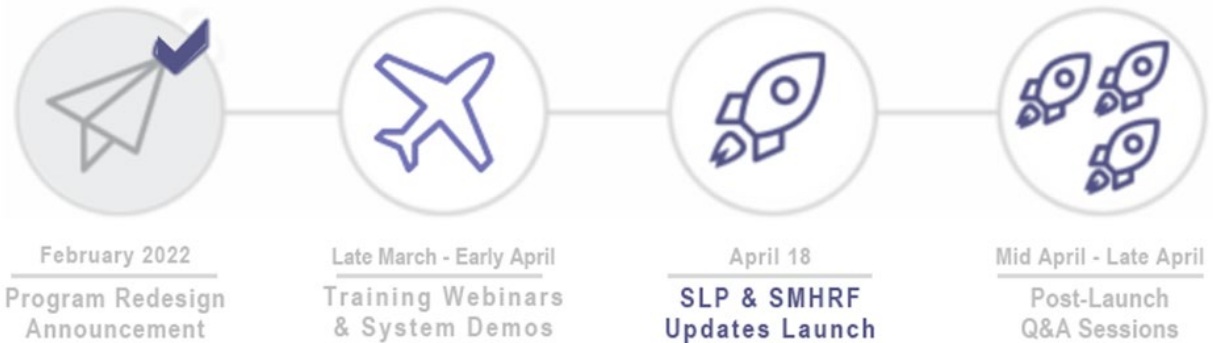 February 2022
Program Redesign
Announcement
Late March - Early April
Training Webinars
& System Demos
April 18
SLP & SMHRF
Updates Launch
Mid April - Late April
Post-Launch
Q&A Sessions